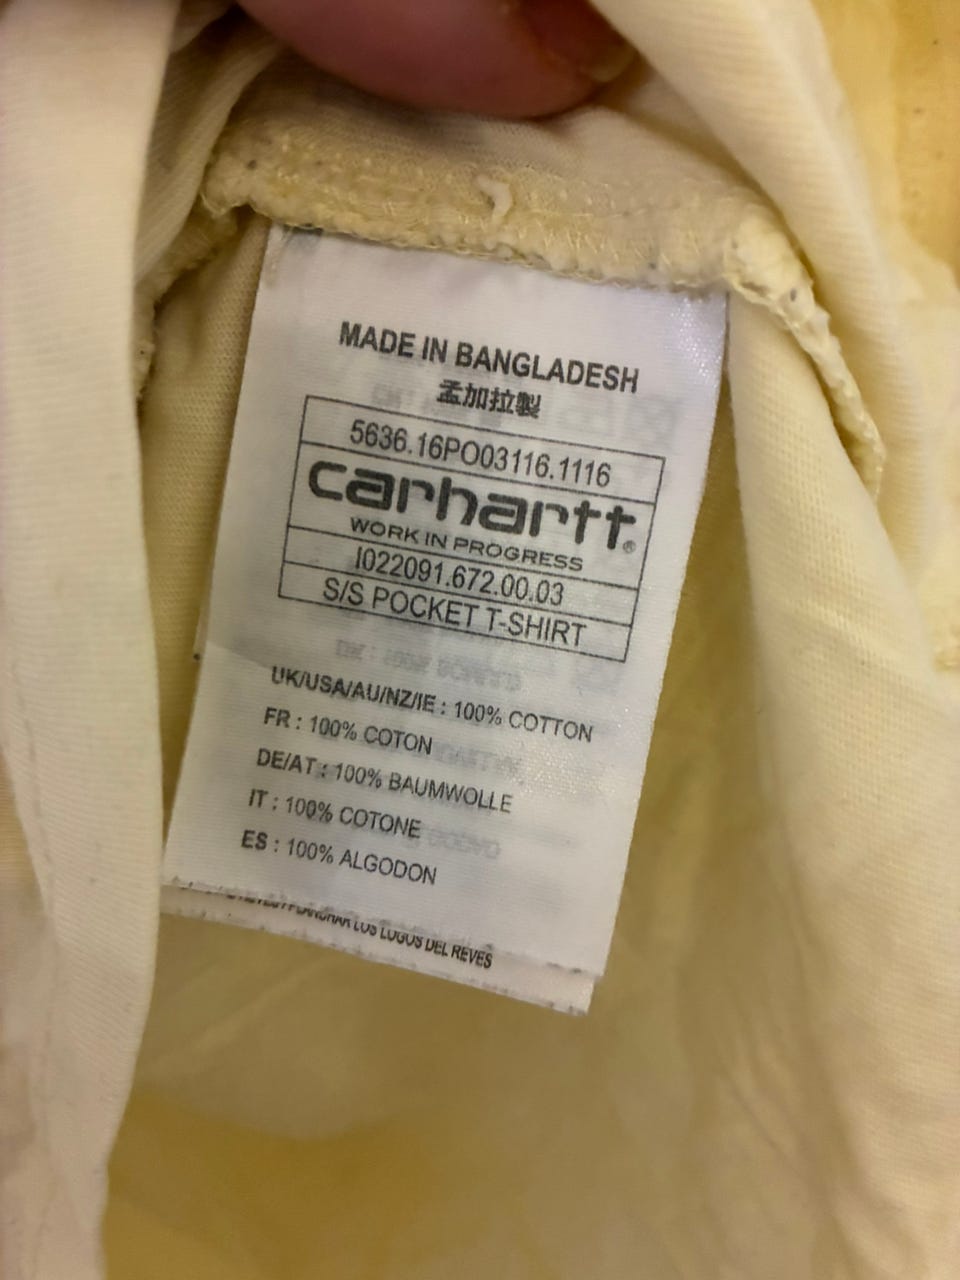 MADE IN BANGLADESH
孟加拉製
5636.16PO03116.1116
carhartt®
WORK IN PROGRESS
I022091.672.00.03
S/S POCKET T-SHIRT
UK/USA/AU/NZ/IE : 100% COTTON
FR : 100% COTON
DE/AT : 100% BAUMWOLLE
IT : 100% COTONE
ES : 100% ALGODON
PLANCHAR LOS LOGOS DEL REVES